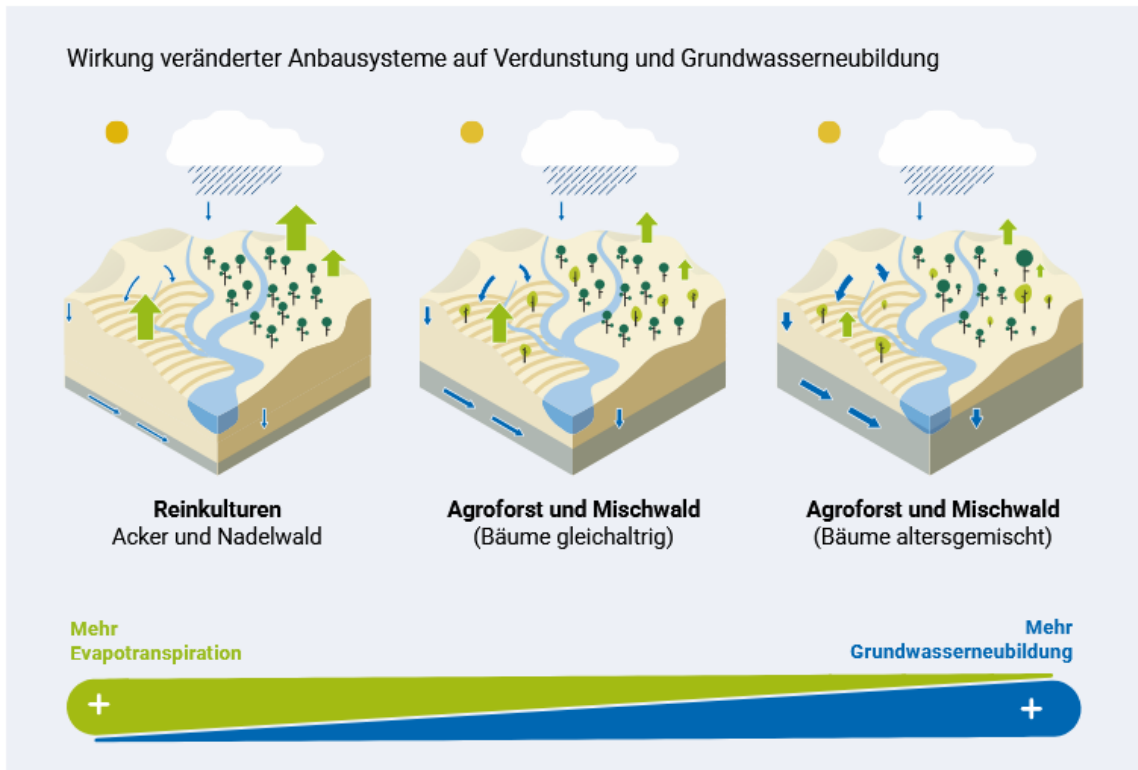 Wirkung veränderter Anbausysteme auf Verdunstung und Grundwasserneubildung
Reinkulturen
Acker und Nadelwald
Agroforst und Mischwald
(Bäume gleichaltrig)
Agroforst und Mischwald
(Bäume altersgemischt)
Mehr
Evapotranspiration
Mehr
Grundwasserneubildung
+
+